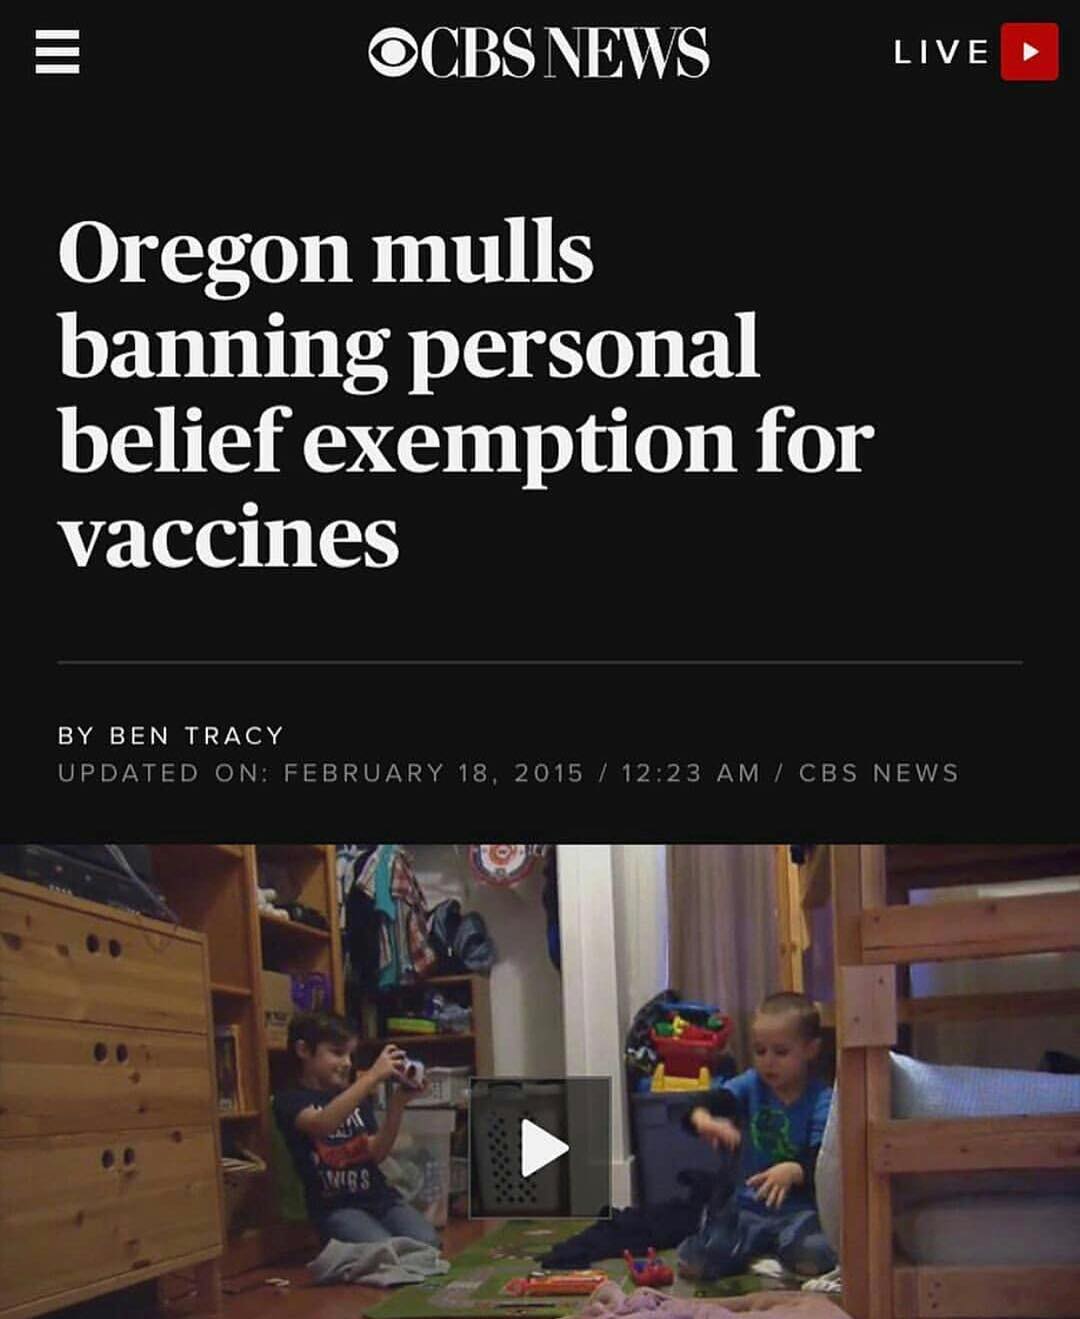 CBS NEWS
LIVE
Oregon mulls
banning personal
belief exemption for
vaccines
BY BEN TRACY
UPDATED ON: FEBRUARY 18, 2015 / 12:23 AM / CBS NEWS